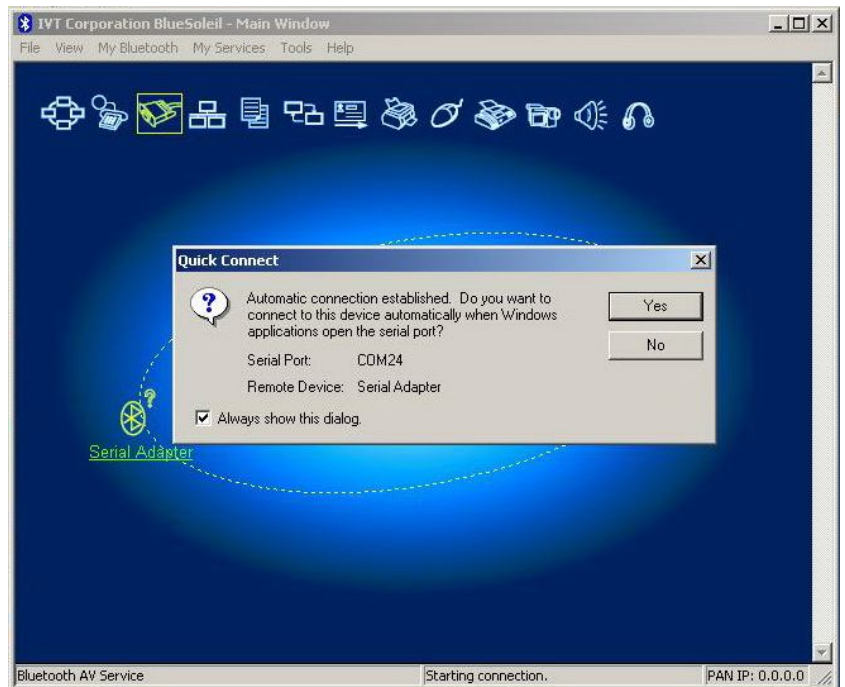 IVT Corporation BlueSoleil - Main Window
File View My Bluetooth My Services Tools Help
Quick Connect
Automatic connection established. Do you want to
connect to this device automatically when Windows
applications open the serial port?
Yes
No
Serial Port: COM24
Remote Device: Serial Adapter
Always show this dialog.
Serial Adapter
Bluetooth AV Service Starting connection. PAN IP: 0.0.0.0